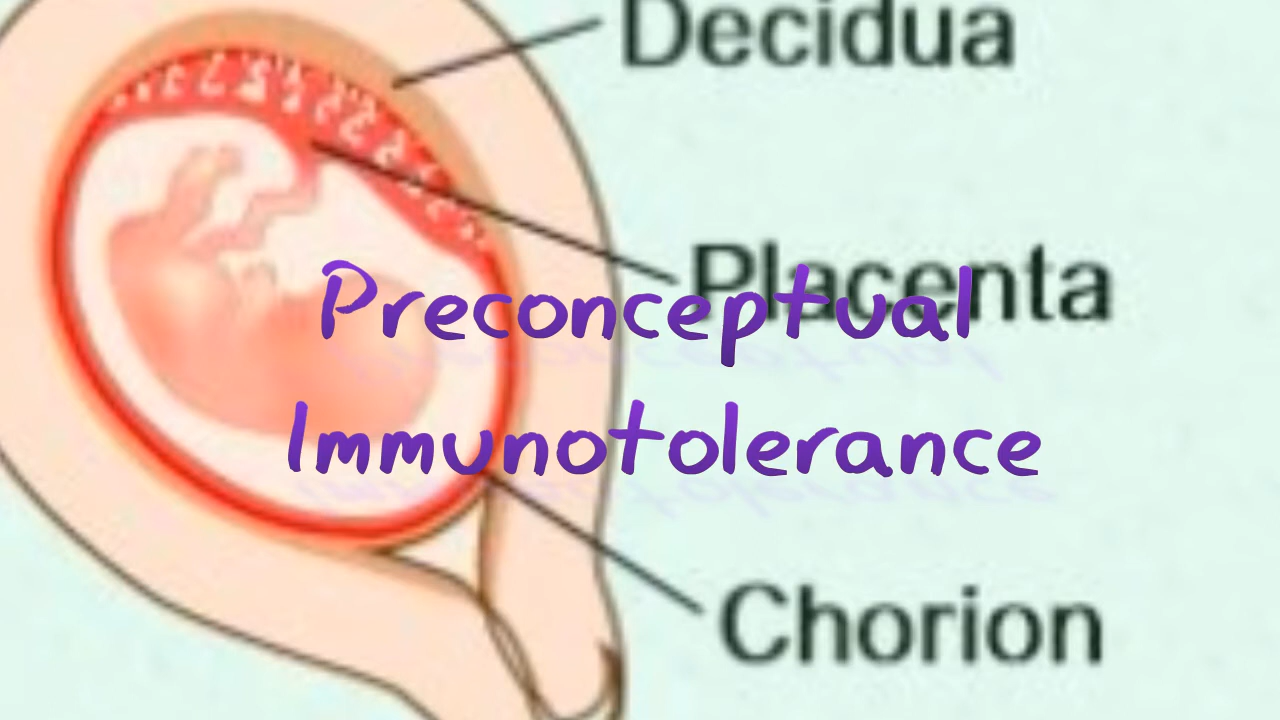 Decidua
Placenta
Preconceptual
Immunotolerance
Chorion